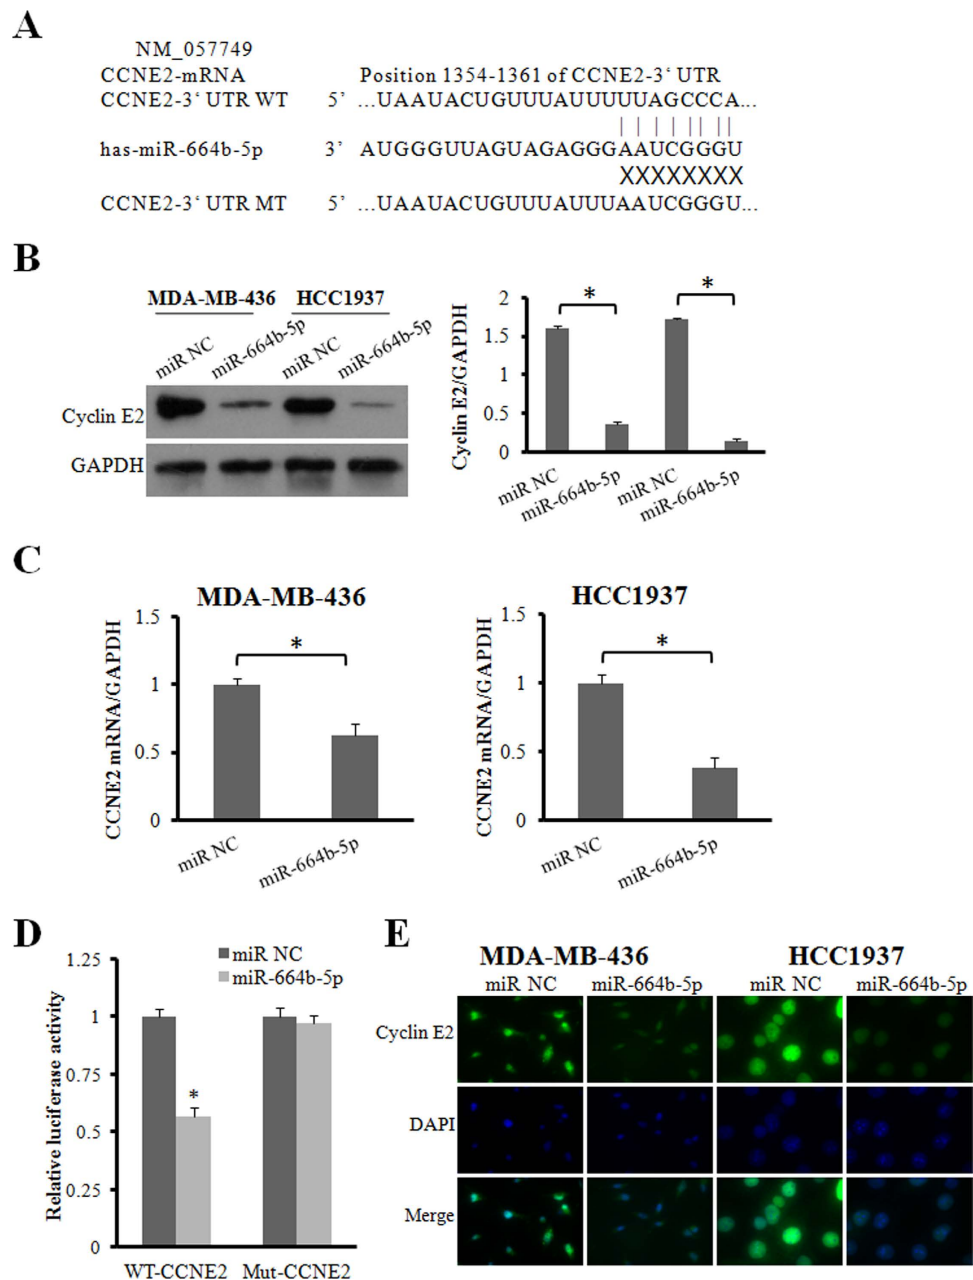 A
NM_057749
CCNE2-mRNA Position 1354-1361 of CCNE2-3‘ UTR
CCNE2-3‘ UTR WT 5’ ...UAAUACUGUUUAUUUUUAGCCCA...
has-miR-664b-5p 3’ AUGGGUUAGUAGAGGGAAUCGGGU
XXXXXXXX
CCNE2-3‘ UTR MT 5’ ...UAAUACUGUUUAUUUAAUCGGGU...
B
MDA-MB-436 HCC1937
miR NC miR-664b-5p miR NC miR-664b-5p
Cyclin E2
GAPDH
Cyclin E2/GAPDH
2
1.5
1
0.5
0
* *
miR NC miR-664b-5p miR NC miR-664b-5p
C
MDA-MB-436
CCNE2 mRNA/GAPDH
1.5
1
0.5
0
*
miR NC miR-664b-5p
HCC1937
CCNE2 mRNA/GAPDH
1.5
1
0.5
0
*
miR NC miR-664b-5p
D
miR NC
miR-664b-5p
Relative luciferase activity
1.25
1
0.75
0.5
0.25
0
*
WT-CCNE2 Mut-CCNE2
E
MDA-MB-436 HCC1937
miR NC miR-664b-5p miR NC miR-664b-5p
Cyclin E2
DAPI
Merge